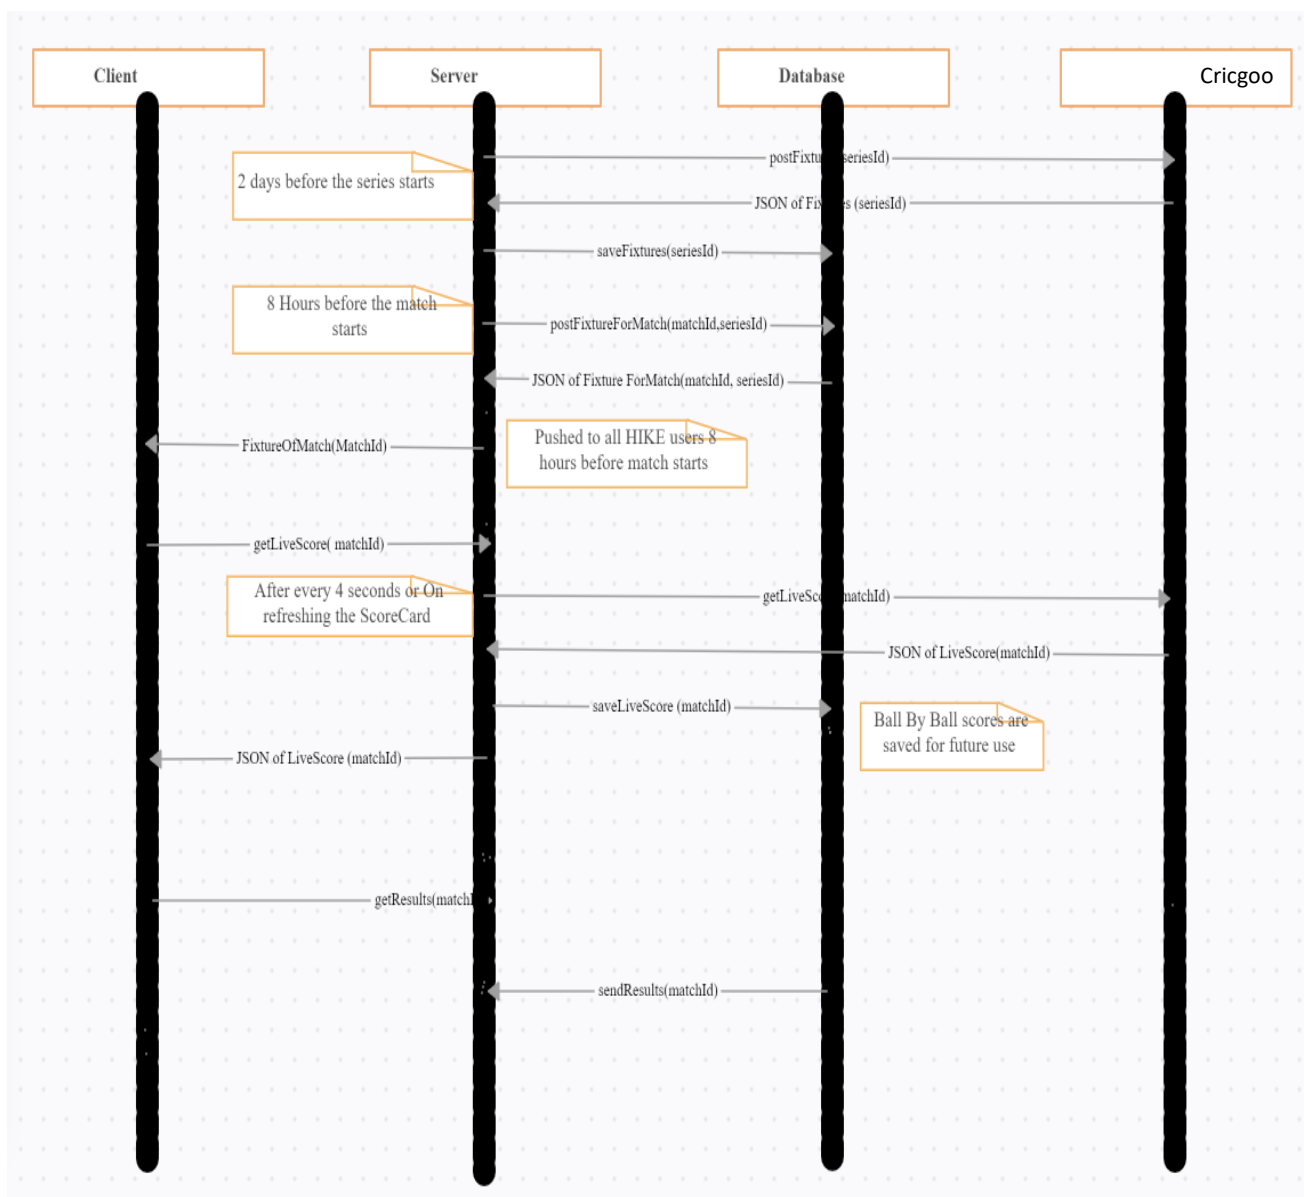 Client
Server
Database
Cricgoo
2 days before the series starts
seriesId)
JSON of
(seriesId)
saveFixtures(seriesId)
8 Hours before the match
starts
postFixtureForMatch(matchId,seriesId)
JSON of Fixture ForMatch(matchId, seriesId)
Pushed to all HIKE users 8
hours before match starts
FixtureOfMatch(MatchId)
getLiveScore( matchId)
After every 4 seconds or On
refreshing the ScoreCard
matchId)
JSON of LiveScore(matchId)
saveLiveScore (matchId)
Ball By Ball scores are
saved for future use
JSON of LiveScore (matchId)
getResults(matchI
sendResults(matchId)